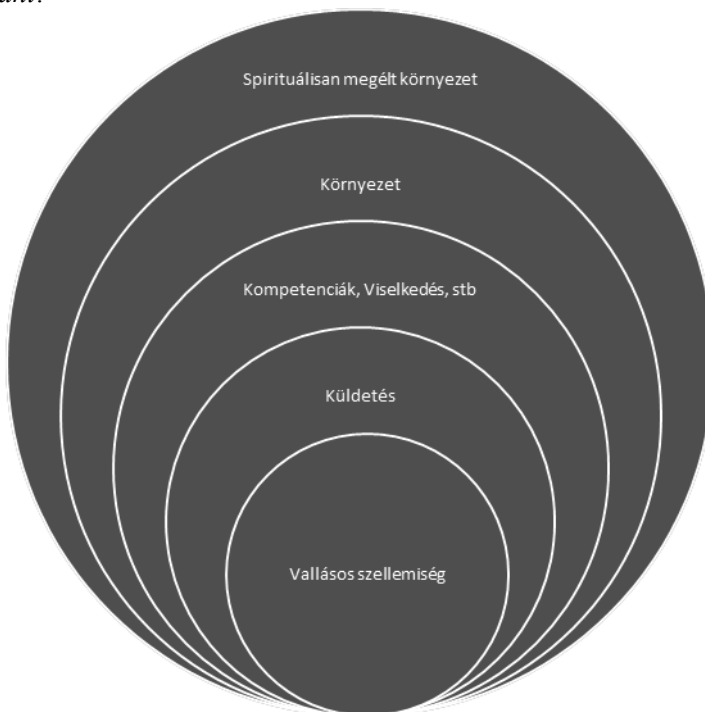 Spirituálisan megélt környezet
Környezet
Kompetenciák, Viselkedés, stb
Küldetés
Vallásos szellemiség